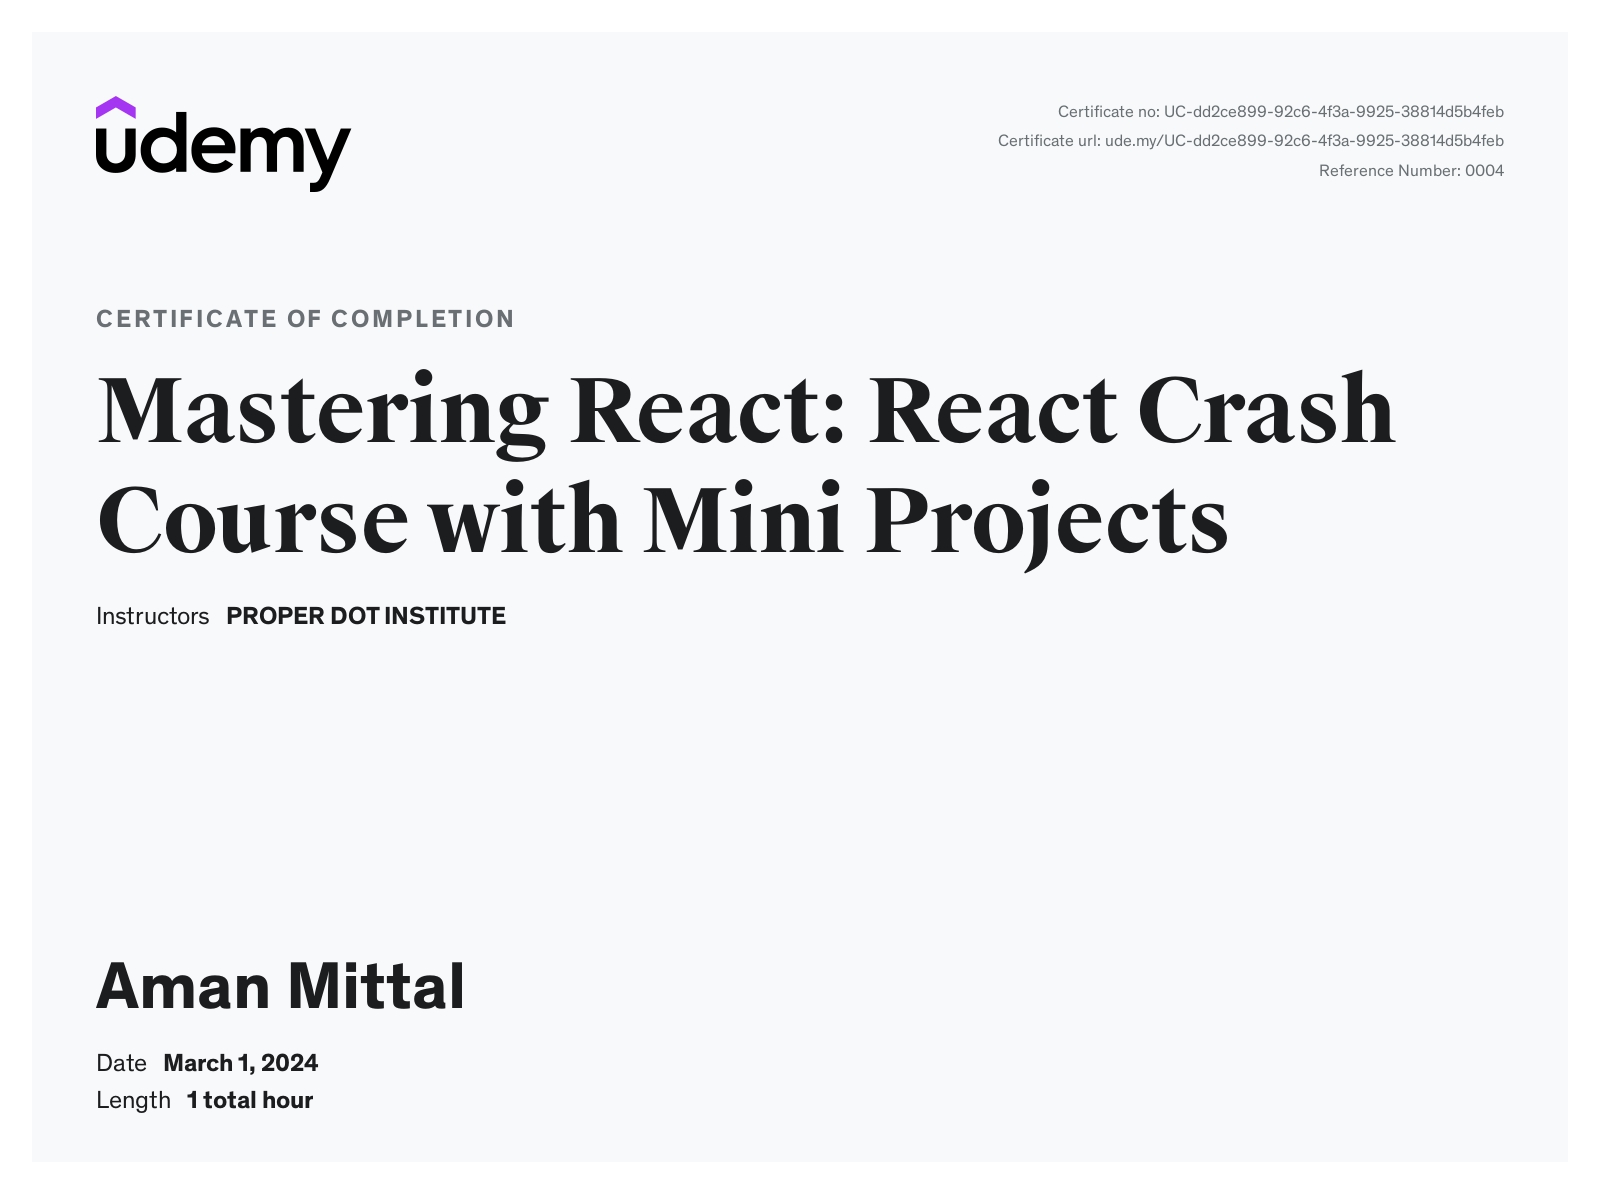 udemy
Certificate no: UC-dd2ce899-92c6-4f3a-9925-38814d5b4feb
Certificate url: ude.my/UC-dd2ce899-92c6-4f3a-9925-38814d5b4feb
Reference Number: 0004
CERTIFICATE OF COMPLETION
Mastering React: React Crash
Course with Mini Projects
Instructors PROPER DOT INSTITUTE
Aman Mittal
Date March 1, 2024
Length 1 total hour